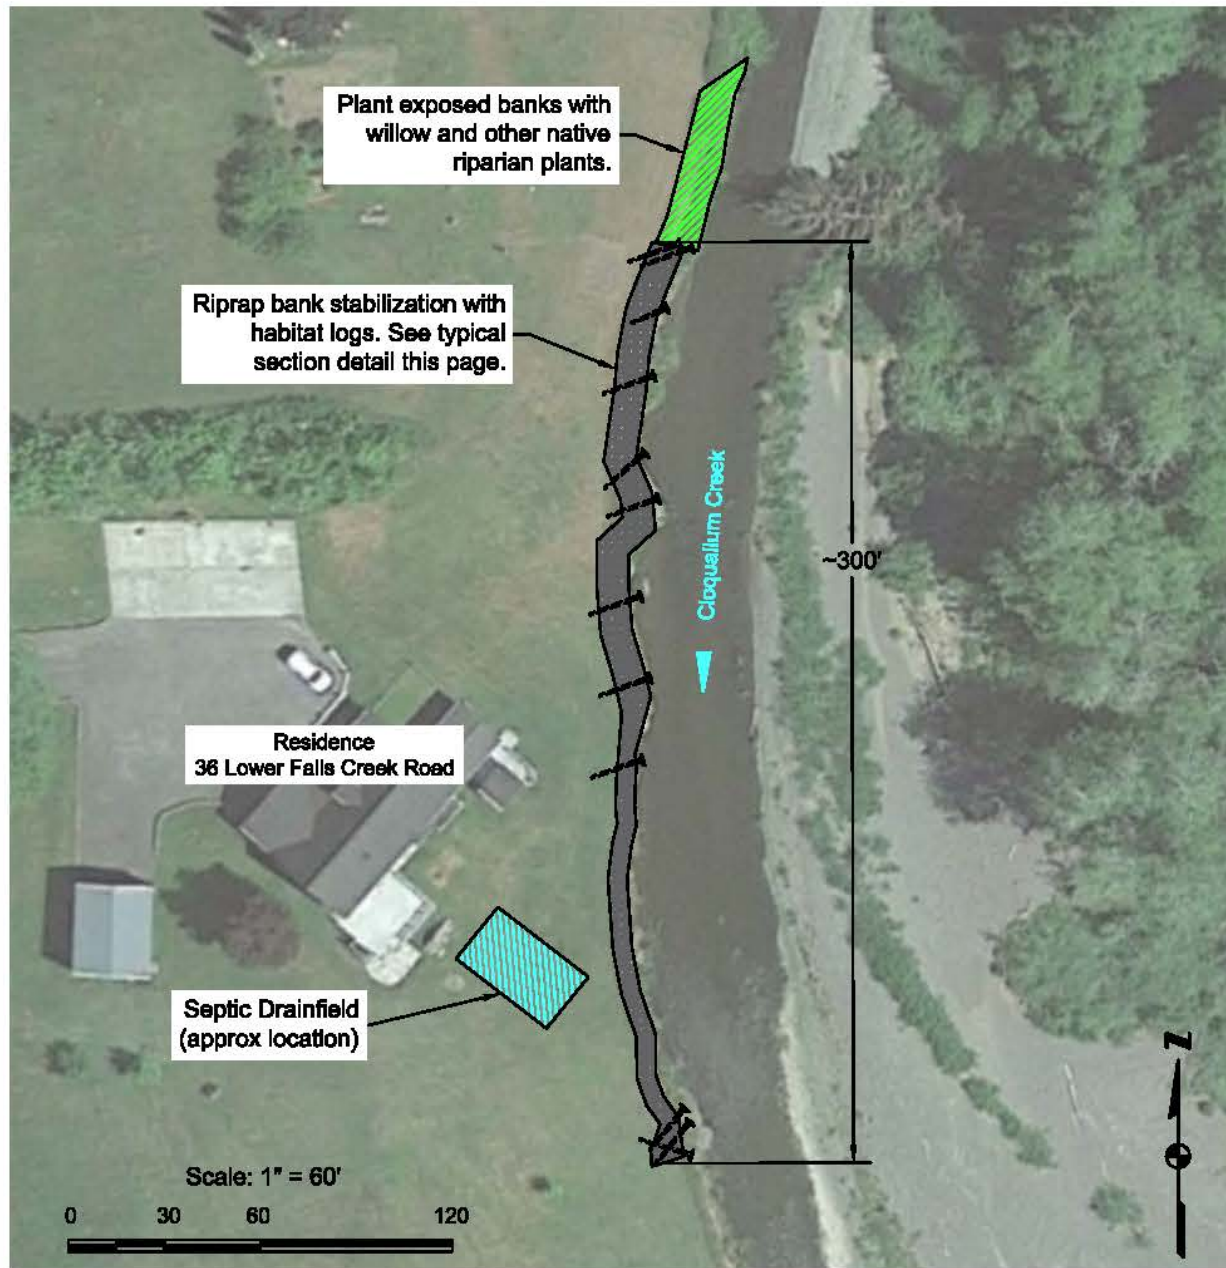 Plant exposed banks with
willow and other native
riparian plants.
Riprap bank stabilization with
habitat logs. See typical
section detail this page.
Cloquallum Creek
~300'
Residence
36 Lower Falls Creek Road
Septic Drainfield
(approx location)
Scale: 1" = 60'
0 30 60 120
N